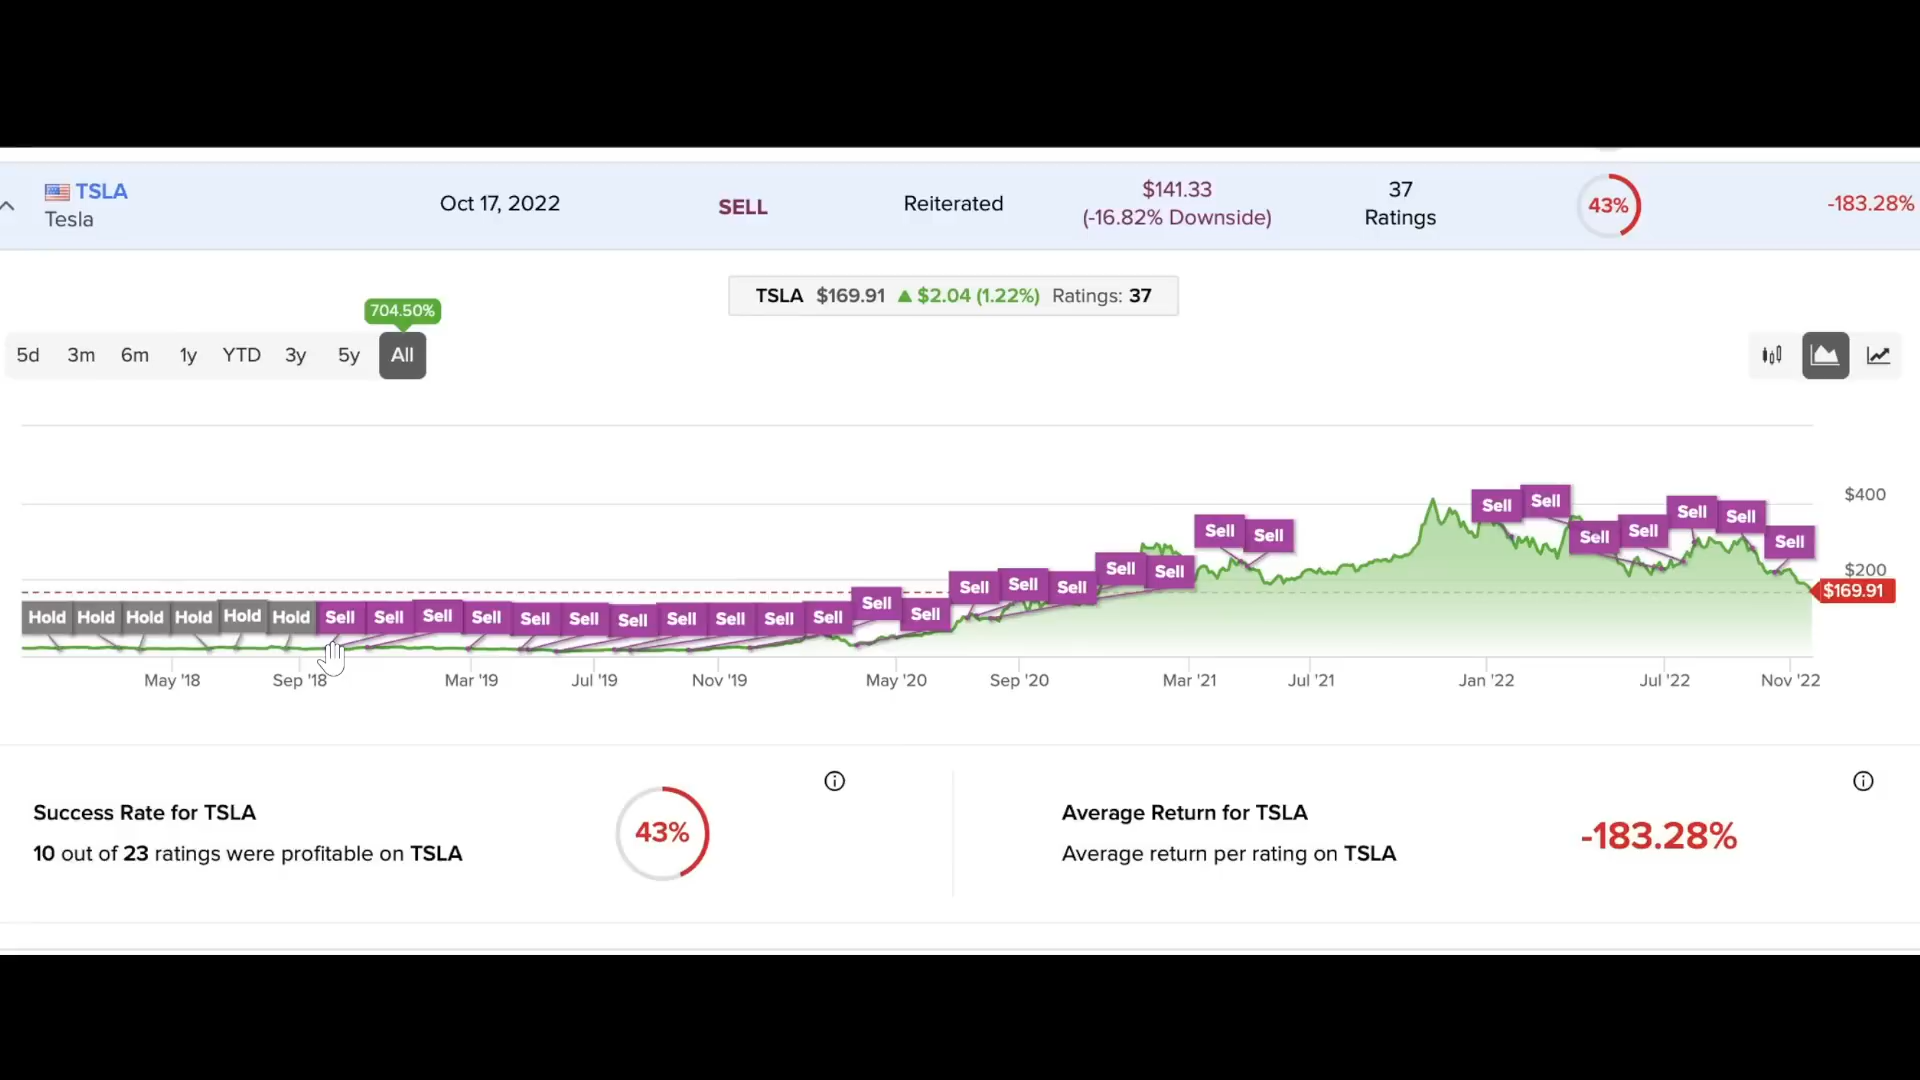 TSLA
Tesla
Oct 17, 2022
SELL
Reiterated
$141.33
(-16.82% Downside)
37
Ratings
43%
-183.28%
TSLA $169.91 ▲ $2.04 (1.22%) Ratings: 37
704.50%
5d 3m 6m 1y YTD 3y 5y All
$400
$200
$169.91
Hold Hold Hold Hold Hold Hold Sell Sell Sell Sell Sell Sell Sell Sell Sell Sell Sell Sell Sell Sell Sell Sell Sell Sell Sell Sell Sell Sell Sell Sell Sell Sell Sell
May '18 Sep '18 Mar '19 Jul '19 Nov '19 May '20 Sep '20 Mar '21 Jul '21 Jan '22 Jul '22 Nov '22
Success Rate for TSLA
10 out of 23 ratings were profitable on TSLA
43%
Average Return for TSLA
Average return per rating on TSLA
-183.28%